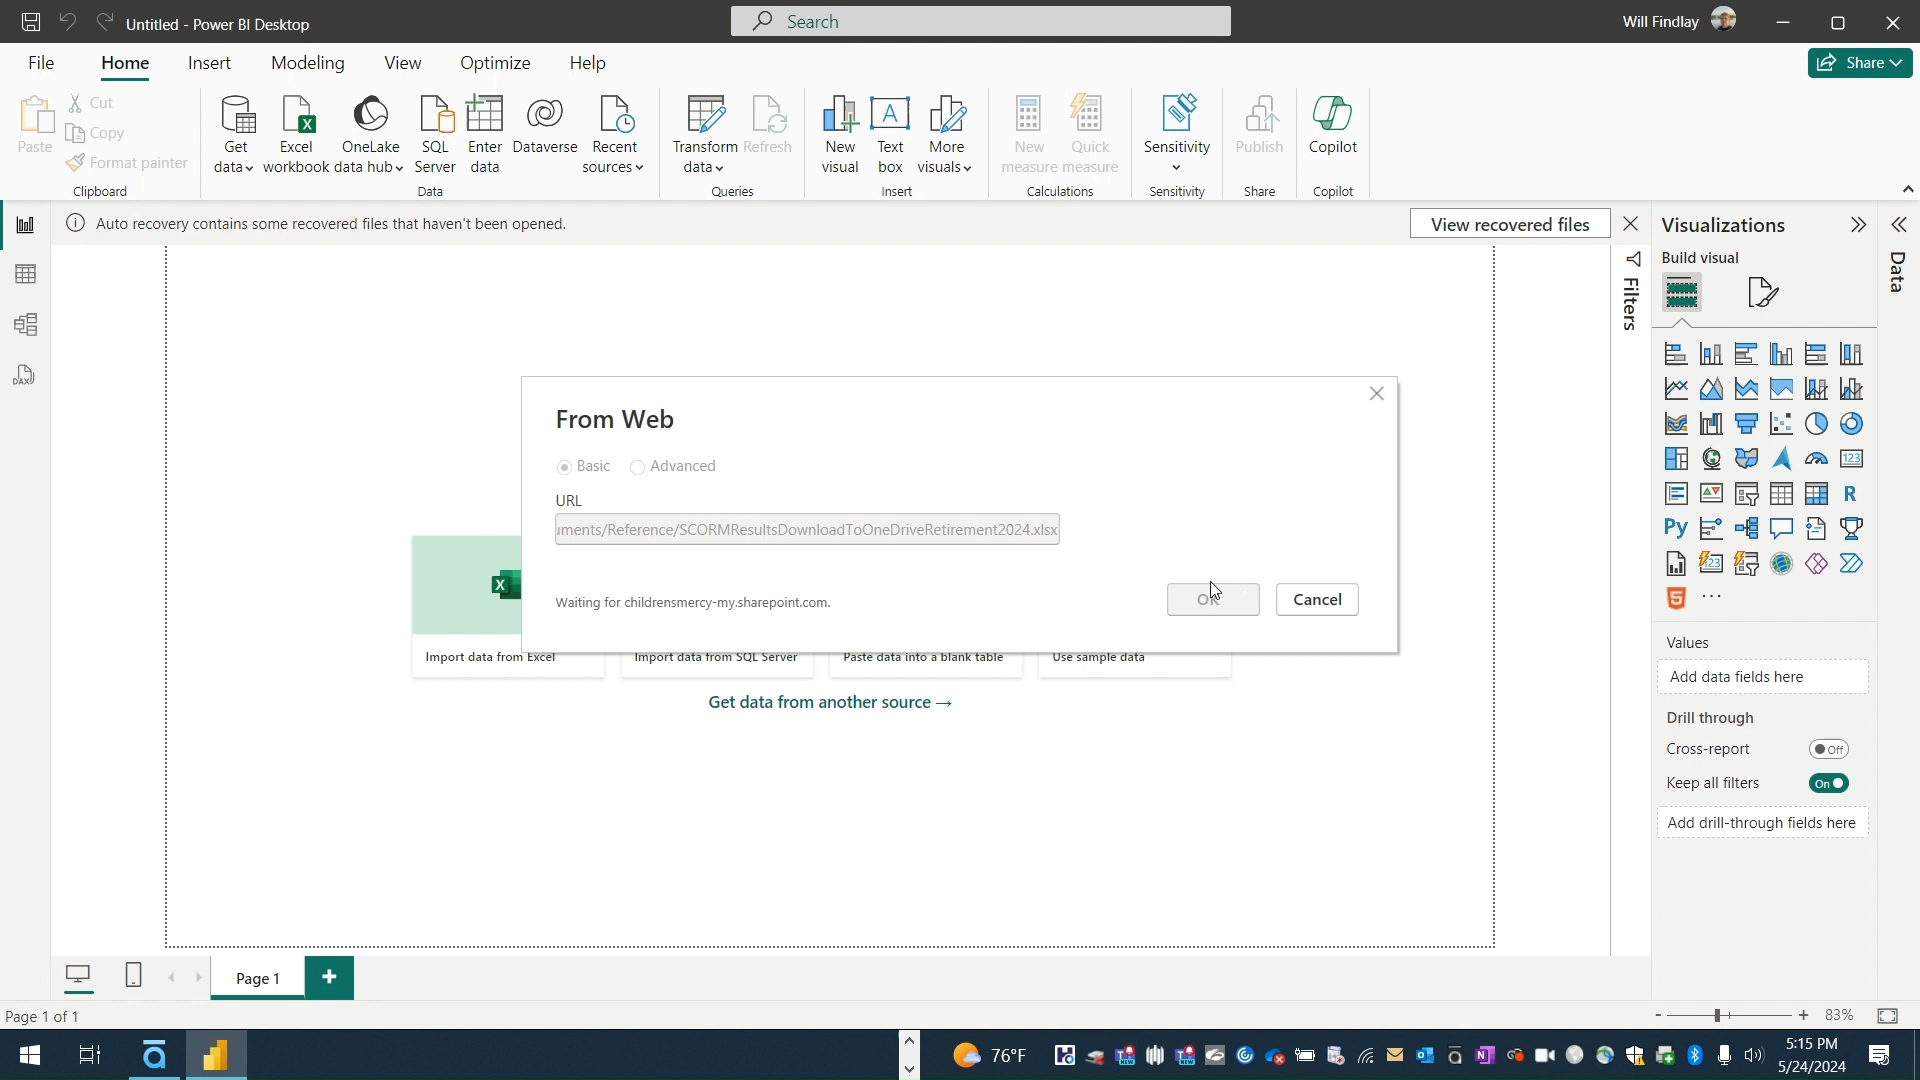 Untitled - Power BI Desktop
Search
Will Findlay
File
Home
Insert
Modeling
View
Optimize
Help
Share
Paste
Cut
Copy
Format painter
Clipboard
Get
data
Excel
workbook
OneLake
data hub
SQL
Server
Enter
data
Dataverse
Recent
sources
Data
Transform
data
Refresh
Queries
New
visual
A
Text
box
More
visuals
Insert
New
measure
Quick
measure
Calculations
Sensitivity
Sensitivity
Publish
Share
Copilot
Copilot
DAX
Auto recovery contains some recovered files that haven't been opened.
View recovered files
Filters
Visualizations
Data
Build visual
123
R
Py
123
From Web
Basic
Advanced
URL
uments/Reference/SCORMResultsDownloadToOneDriveRetirement2024.xlsx
Waiting for childrensmercy-my.sharepoint.com.
OK
Cancel
X
Import data from Excel
Import data from SQL Server
Paste data into a blank table
Use sample data
Get data from another source →
Values
Add data fields here
Drill through
Cross-report
Off
Keep all filters
On
Add drill-through fields here
Page 1
Page 1 of 1
- + 83%
76°F
5:15 PM
5/24/2024